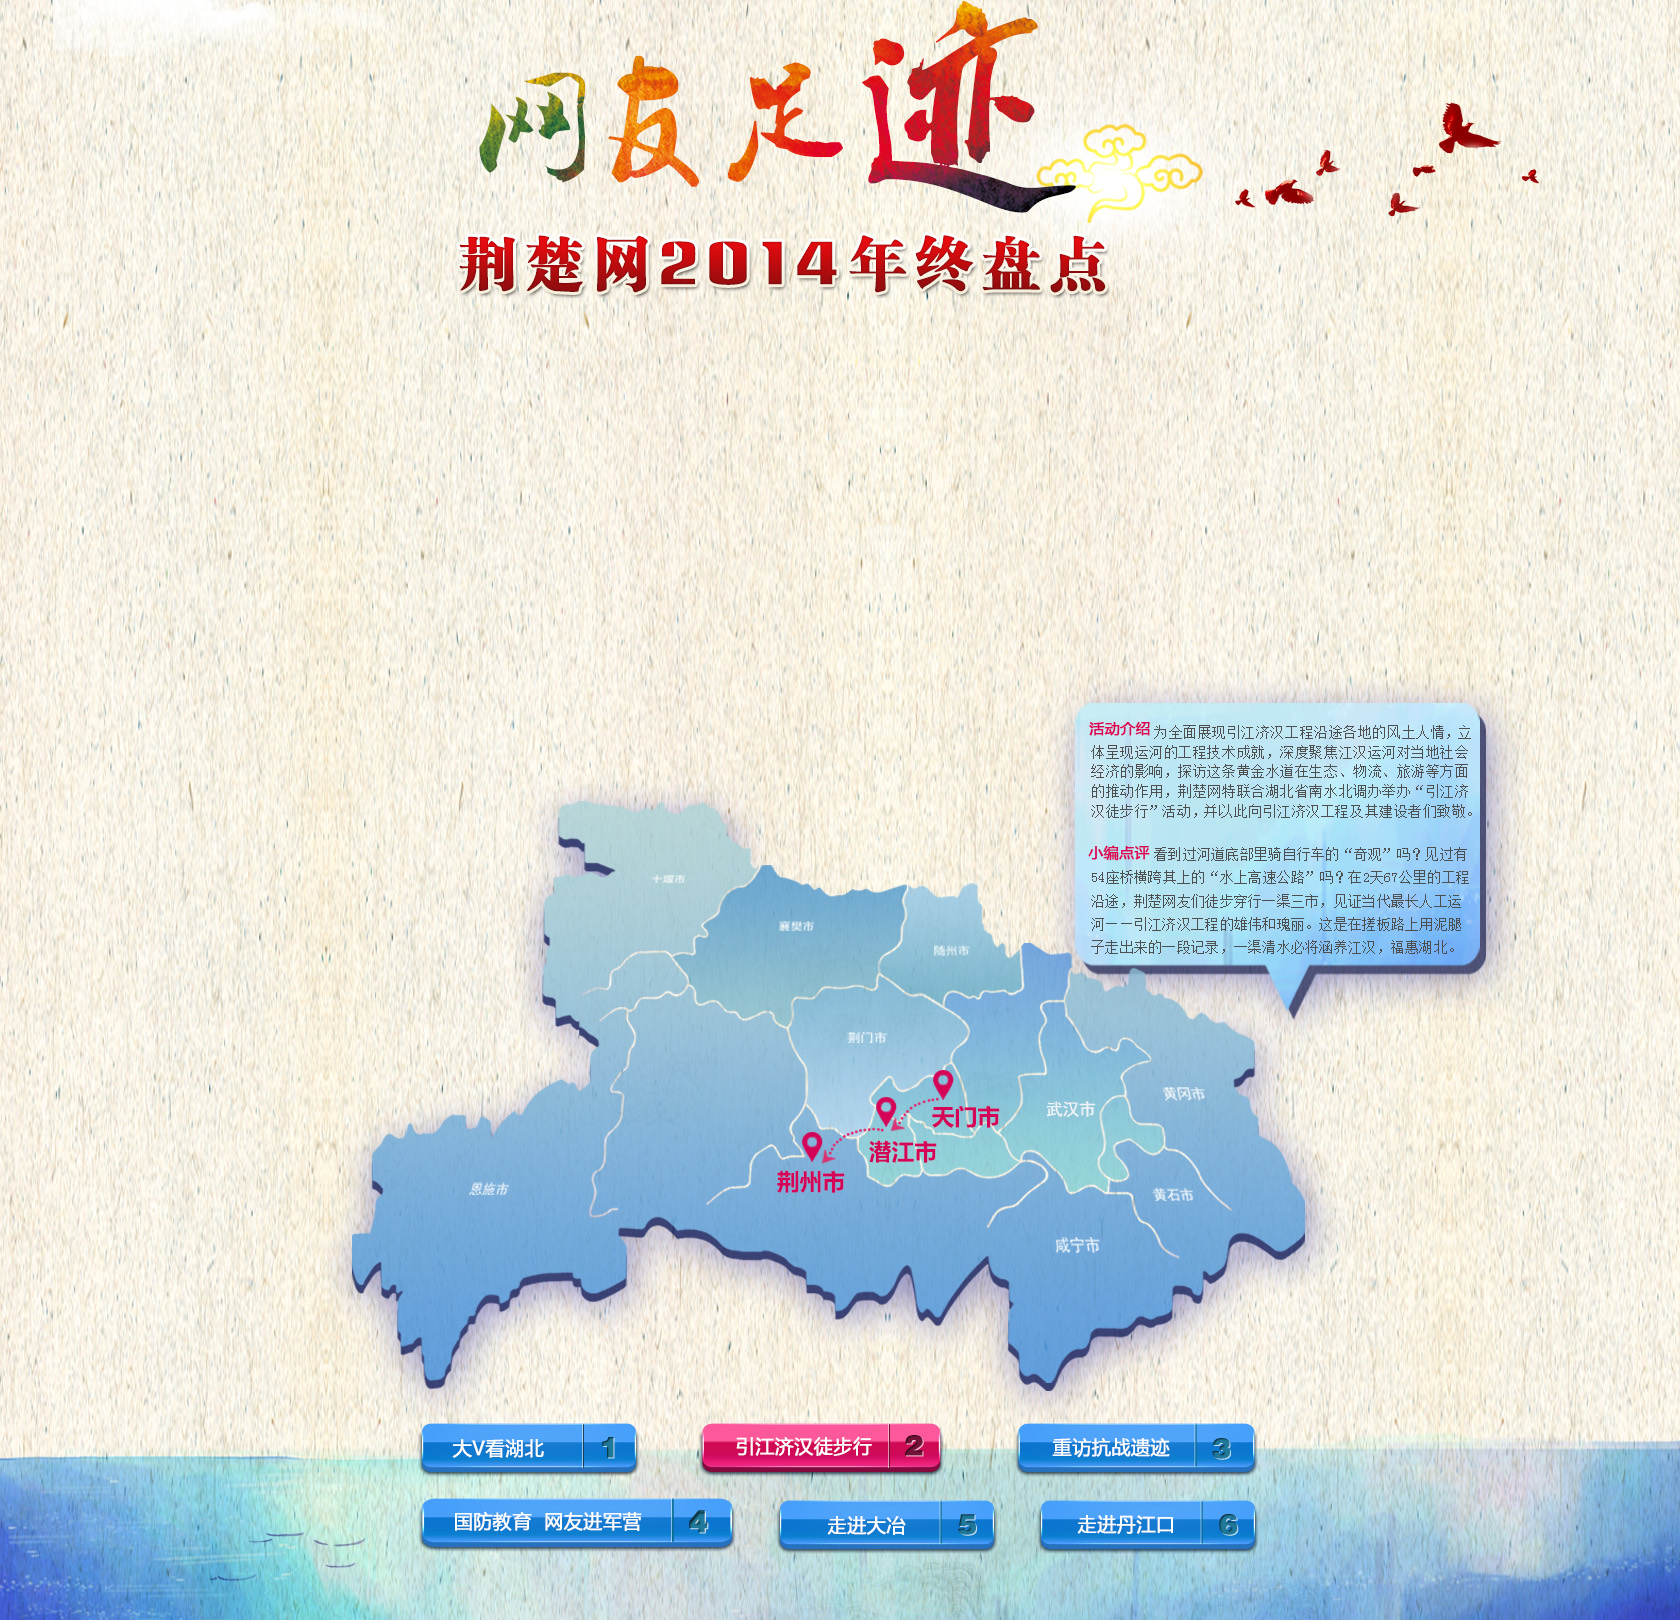 网友足迹
荆楚网2014年终盘点
活动介绍 为全面展现引江济汉工程沿途各地的风土人情，立
体呈现运河的工程技术成就，深度聚焦江汉运河对当地社会
经济的影响，探访这条黄金水道在生态、物流、旅游等方面
的推动作用，荆楚网特联合湖北省南水北调办举办“引江济
汉徒步行”活动，并以此向引江济汉工程及其建设者们致敬。
小编点评 看到过河道底部里骑自行车的“奇观”吗？见过有
54座桥横跨其上的“水上高速公路”吗？在2天67公里的工程
沿途，荆楚网友们徒步穿行一渠三市，见证当代最长人工运
河——引江济汉工程的雄伟和瑰丽。这是在搓板路上用泥腿
子走出来的一段记录，一渠清水必将涵养江汉，福惠湖北。
十堰市
襄樊市
随州市
荆门市
天门市
武汉市
黄冈市
潜江市
荆州市
恩施市
黄石市
咸宁市
大V看湖北 1
引江济汉徒步行 2
重访抗战遗迹 3
国防教育 网友进军营 4
走进大冶 5
走进丹江口 6